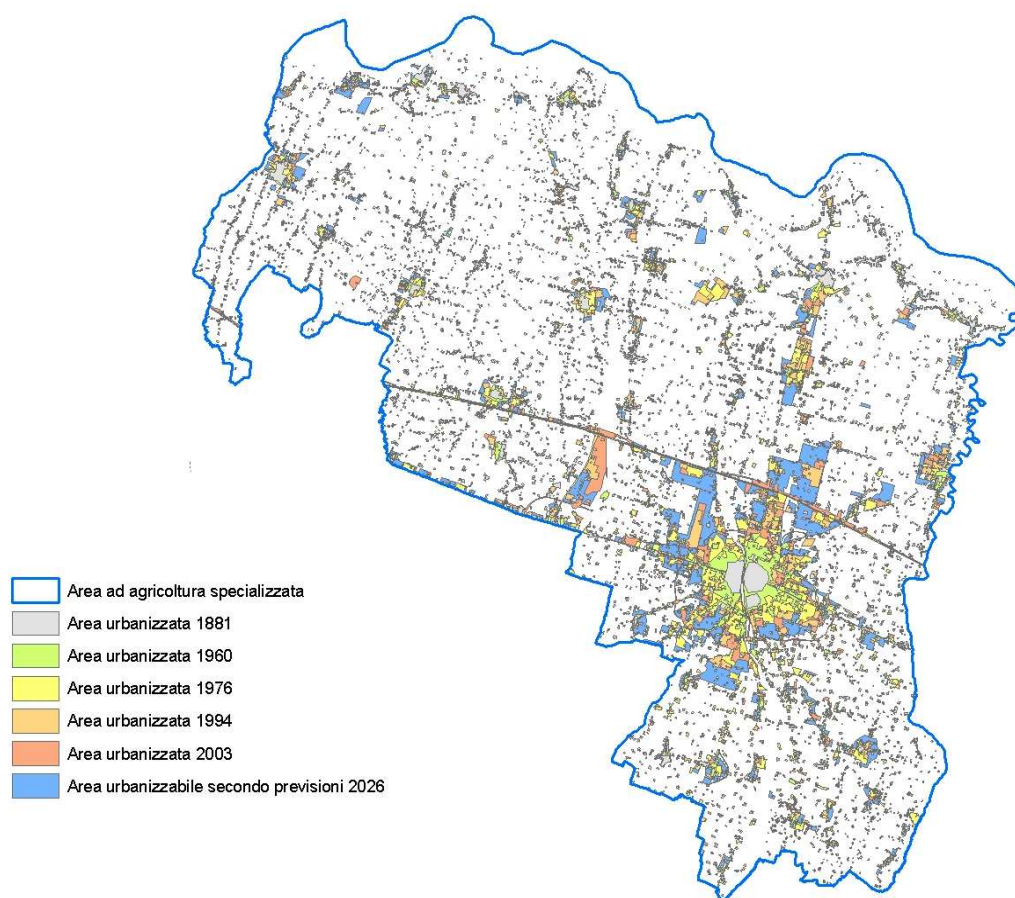 Area ad agricoltura specializzata
Area urbanizzata 1881
Area urbanizzata 1960
Area urbanizzata 1976
Area urbanizzata 1994
Area urbanizzata 2003
Area urbanizzabile secondo previsioni 2026